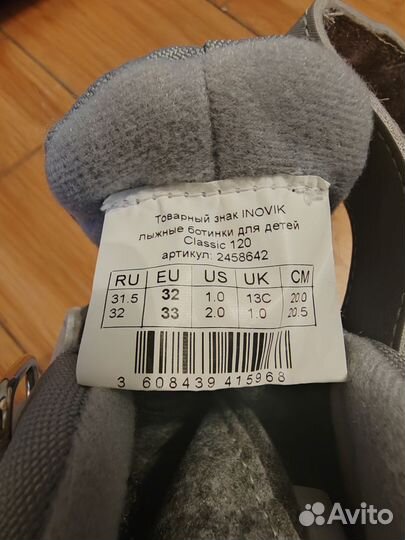 Товарный знак INOVIK
лыжные ботинки для детей
Classic 120
артикул: 2458642
RU EU US UK CM
31.5 32 1.0 13C 20.0
32 33 2.0 1.0 20.5
3 608439 415968
Avito